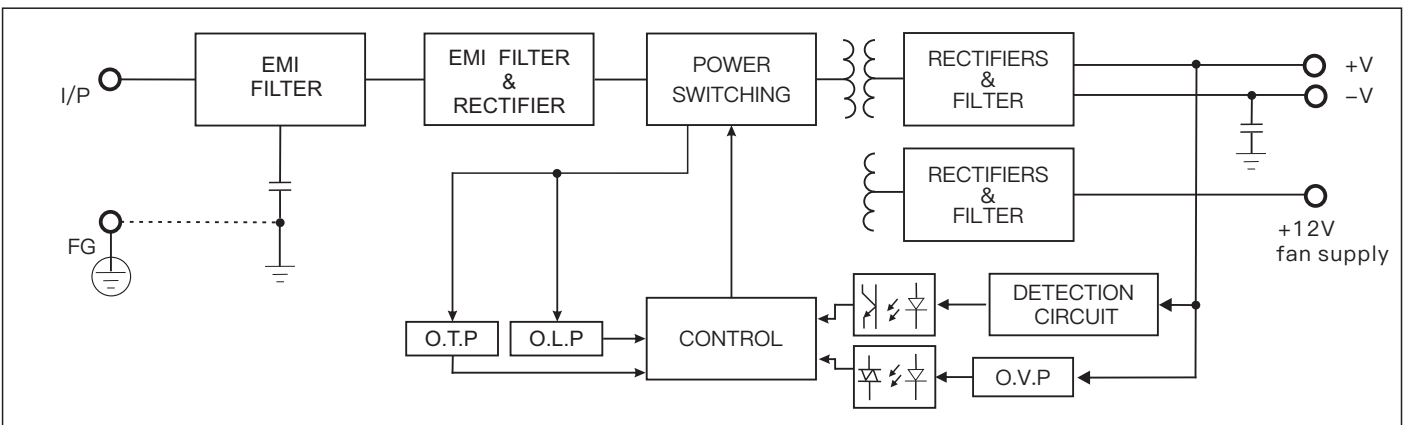 I/P
EMI
FILTER
EMI FILTER
&
RECTIFIER
POWER
SWITCHING
RECTIFIERS
&
FILTER
+V
−V
RECTIFIERS
&
FILTER
+12V
fan supply
FG
O.T.P
O.L.P
CONTROL
DETECTION
CIRCUIT
O.V.P